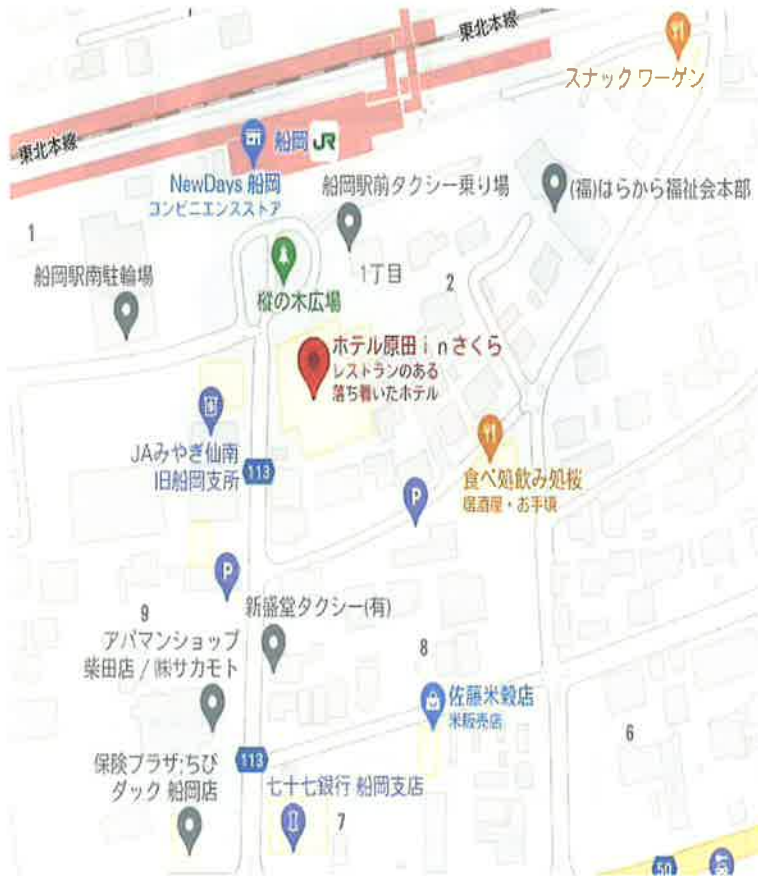 東北本線
スナックワーゲン
東北本線
船岡 JR
NewDays 船岡
コンビニエンスストア
船岡駅前タクシー乗り場
(福)はらから福祉会本部
1
船岡駅南駐輪場
1丁目
2
樅の木広場
ホテル原田inさくら
レストランのある
落ち着いたホテル
JAみやぎ仙南
旧船岡支所
113
食べ処飲み処桜
居酒屋・お手頃
P
P
9
新盛堂タクシー(有)
アパマンショップ
柴田店 / ㈱サカモト
8
佐藤米穀店
米販売店
6
保険プラザ;ちび
ダック 船岡店
113
七十七銀行 船岡支店
7
50